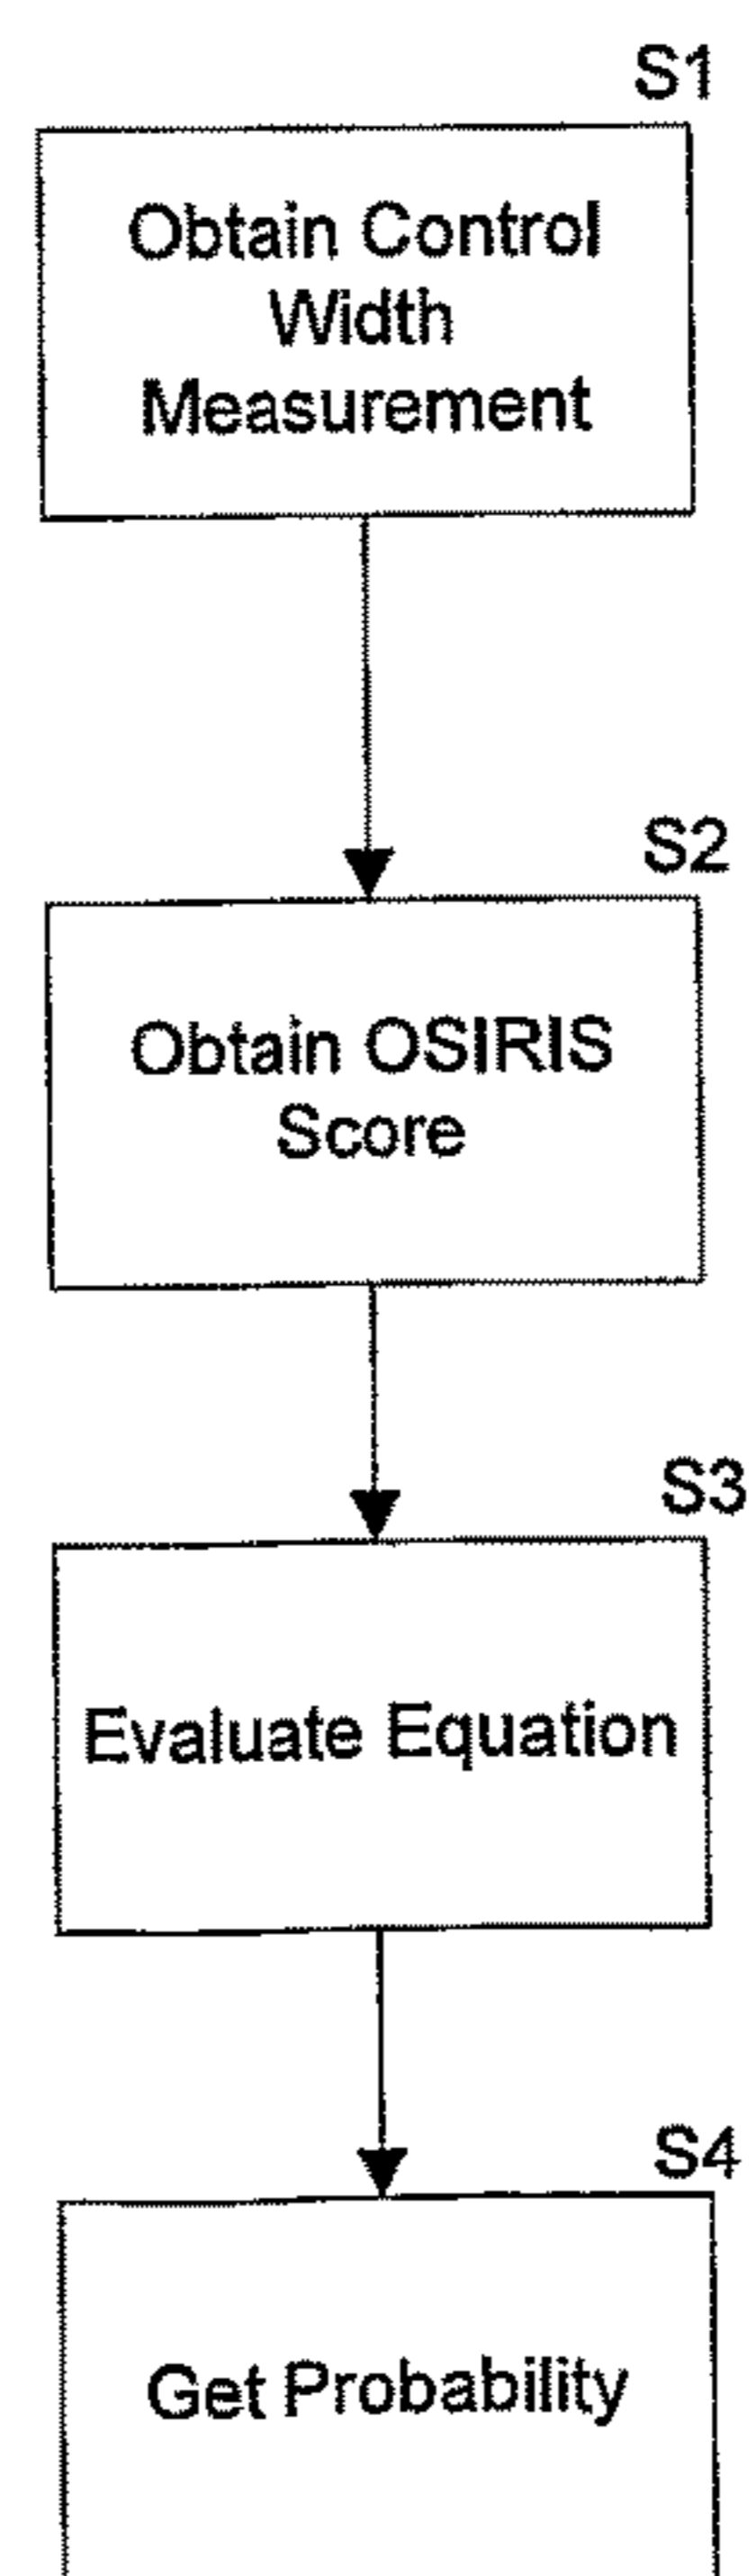 S1
Obtain Control
Width
Measurement
S2
Obtain OSIRIS
Score
S3
Evaluate Equation
S4
Get Probability